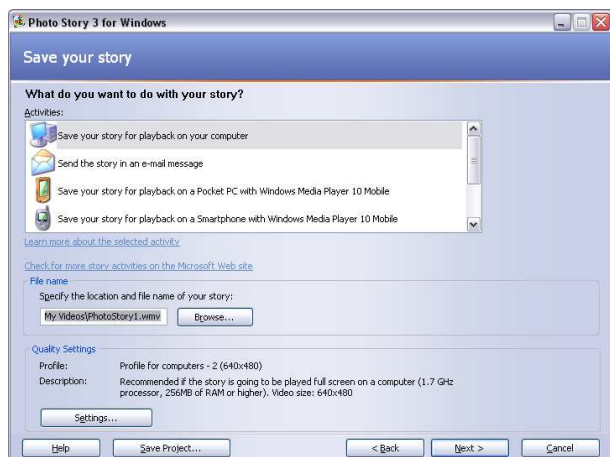 Photo Story 3 for Windows
Save your story
What do you want to do with your story?
Activities:
Save your story for playback on your computer
Send the story in an e-mail message
Save your story for playback on a Pocket PC with Windows Media Player 10 Mobile
Save your story for playback on a Smartphone with Windows Media Player 10 Mobile
Learn more about the selected activity
Check for more story activities on the Microsoft Web site
File name
Specify the location and file name of your story:
My Videos\PhotoStory1.wmv Browse...
Quality Settings
Profile: Profile for computers - 2 (640x480)
Description: Recommended if the story is going to be played full screen on a computer (1.7 GHz
processor, 256MB of RAM or higher). Video size: 640x480
Settings...
Help Save Project... < Back Next > Cancel